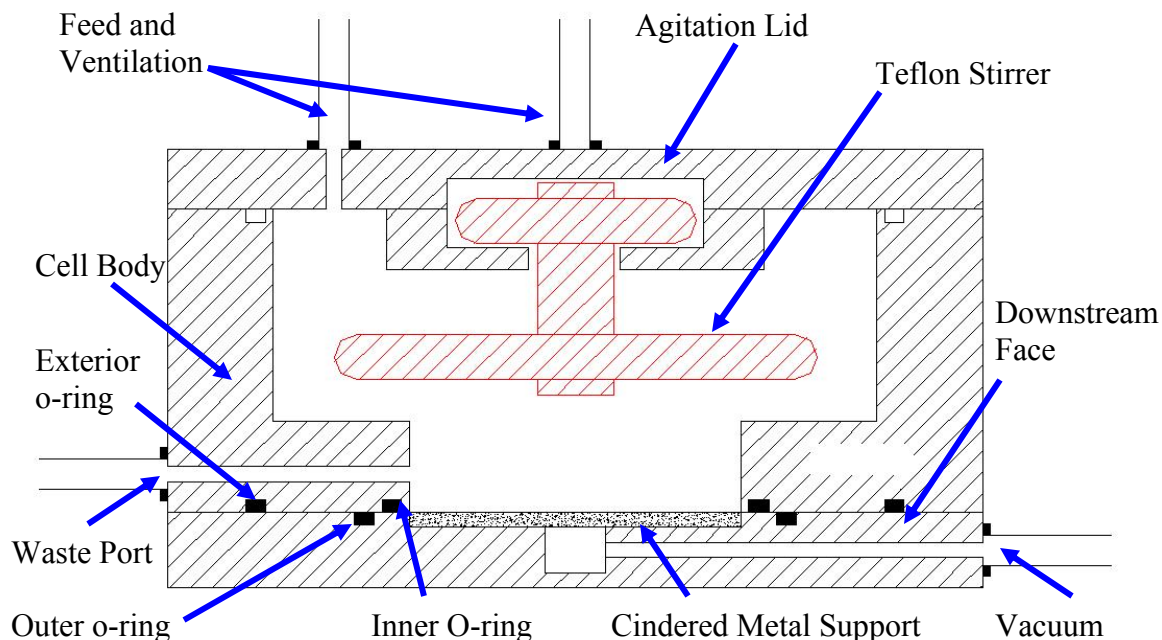 Feed and
Ventilation
Agitation Lid
Teflon Stirrer
Cell Body
Exterior
o-ring
Downstream
Face
Waste Port
Outer o-ring
Inner O-ring
Cindered Metal Support
Vacuum